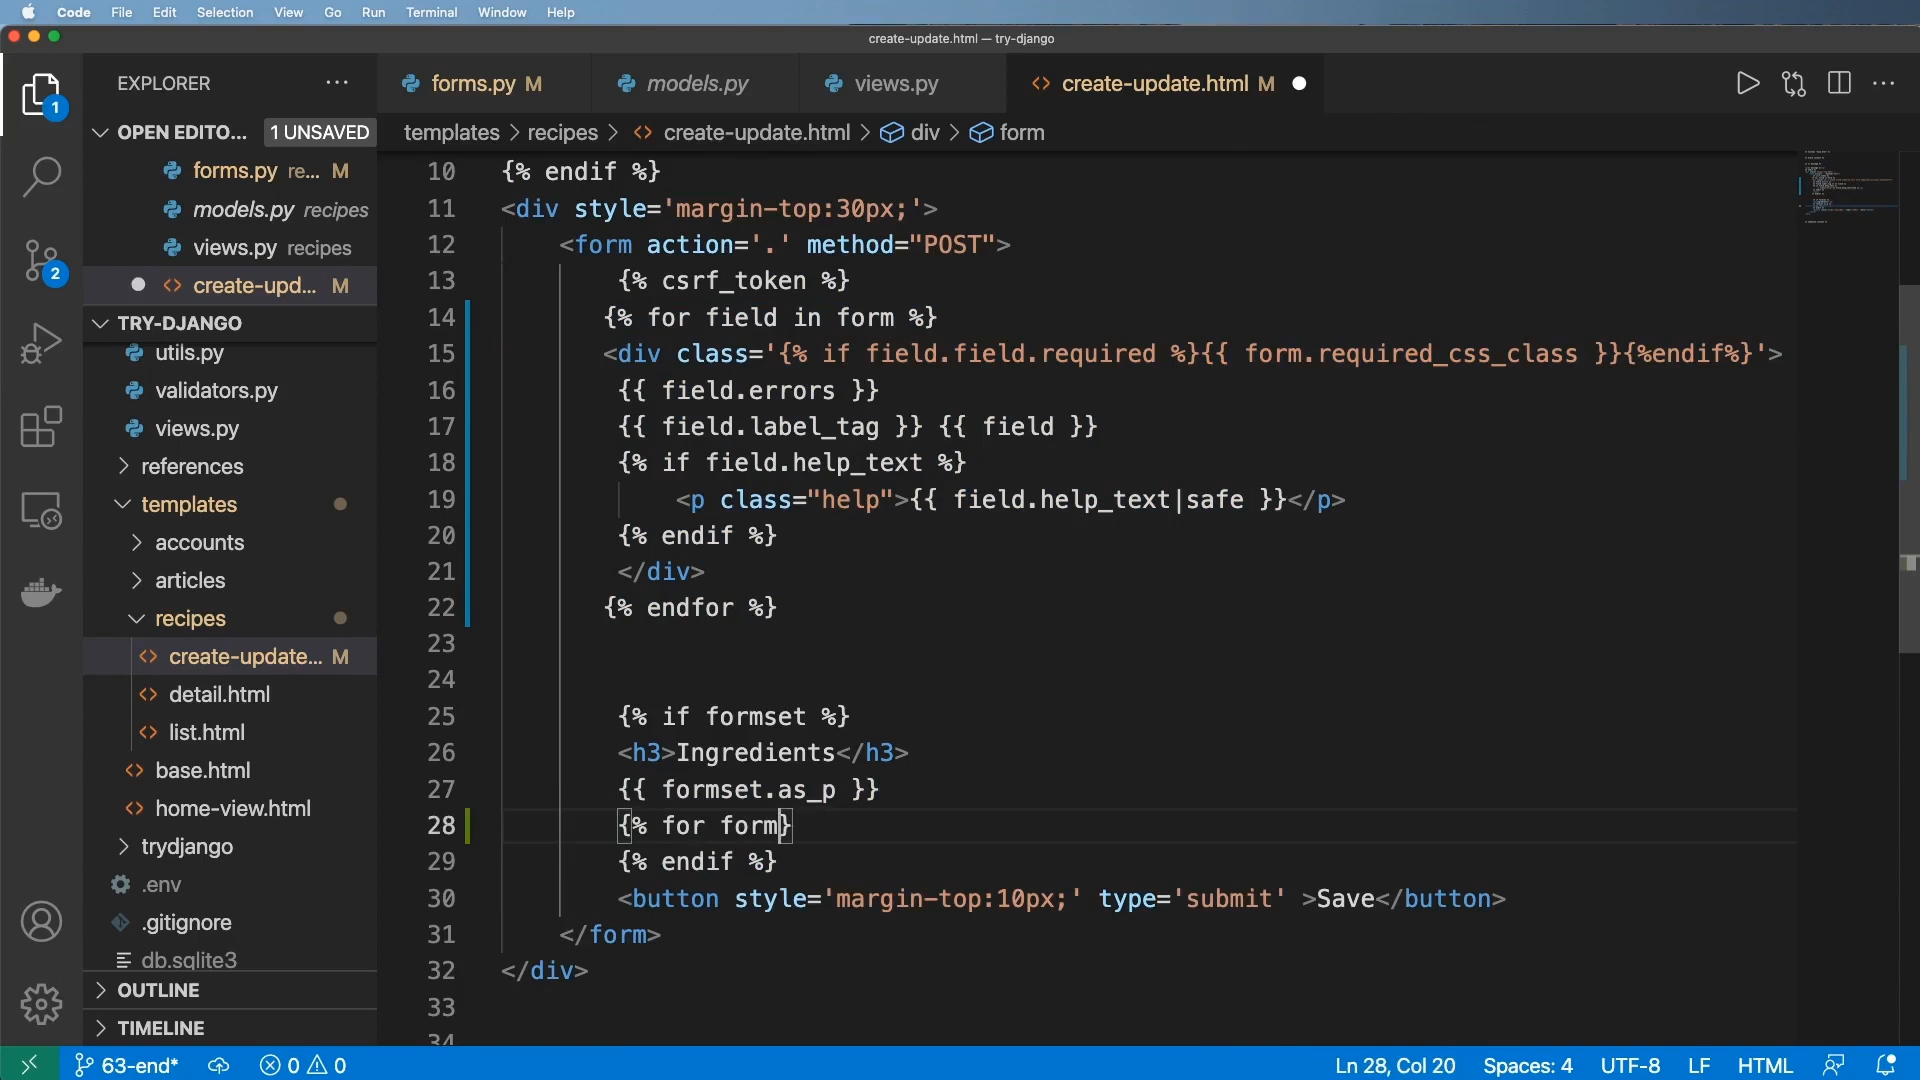 Code File Edit Selection View Go Run Terminal Window Help
create-update.html — try-django
EXPLORER
OPEN EDITO... 1 UNSAVED
forms.py re... M
models.py recipes
views.py recipes
create-upd... M
TRY-DJANGO
utils.py
validators.py
views.py
references
templates
accounts
articles
recipes
create-update... M
detail.html
list.html
base.html
home-view.html
trydjango
.env
.gitignore
db.sqlite3
OUTLINE
TIMELINE
forms.py M models.py views.py create-update.html M
templates > recipes > create-update.html > div > form
10 {% endif %}
11 <div style='margin-top:30px;'>
12 <form action='.' method="POST">
13 {% csrf_token %}
14 {% for field in form %}
15 <div class='{% if field.field.required %}{{ form.required_css_class }}{%endif%}'>
16 {{ field.errors }}
17 {{ field.label_tag }} {{ field }}
18 {% if field.help_text %}
19 <p class="help">{{ field.help_text|safe }}</p>
20 {% endif %}
21 </div>
22 {% endfor %}
23
24
25 {% if formset %}
26 <h3>Ingredients</h3>
27 {{ formset.as_p }}
28 {% for form}
29 {% endif %}
30 <button style='margin-top:10px;' type='submit' >Save</button>
31 </form>
32 </div>
33
34
1
2
63-end* 0 0 Ln 28, Col 20 Spaces: 4 UTF-8 LF HTML